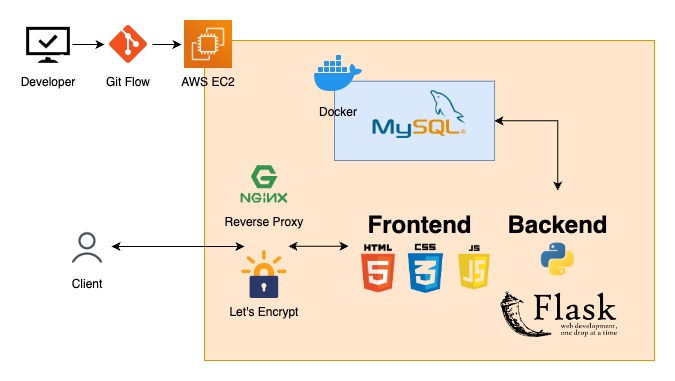 Developer
Git Flow
AWS EC2
Docker
MySQL®
NGINX
Reverse Proxy
Frontend
Backend
HTML
5
CSS
3
JS
Client
Let's Encrypt
Flask
web development,
one drop at a time